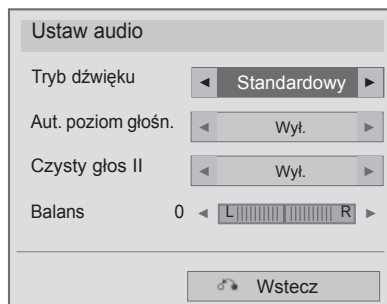 Ustaw audio
Tryb dźwięku ◄ Standardowy ►
Aut. poziom głośn. ◄ Wył. ►
Czysty głos II ◄ Wył. ►
Balans 0 ◄ L R ►
Wstecz